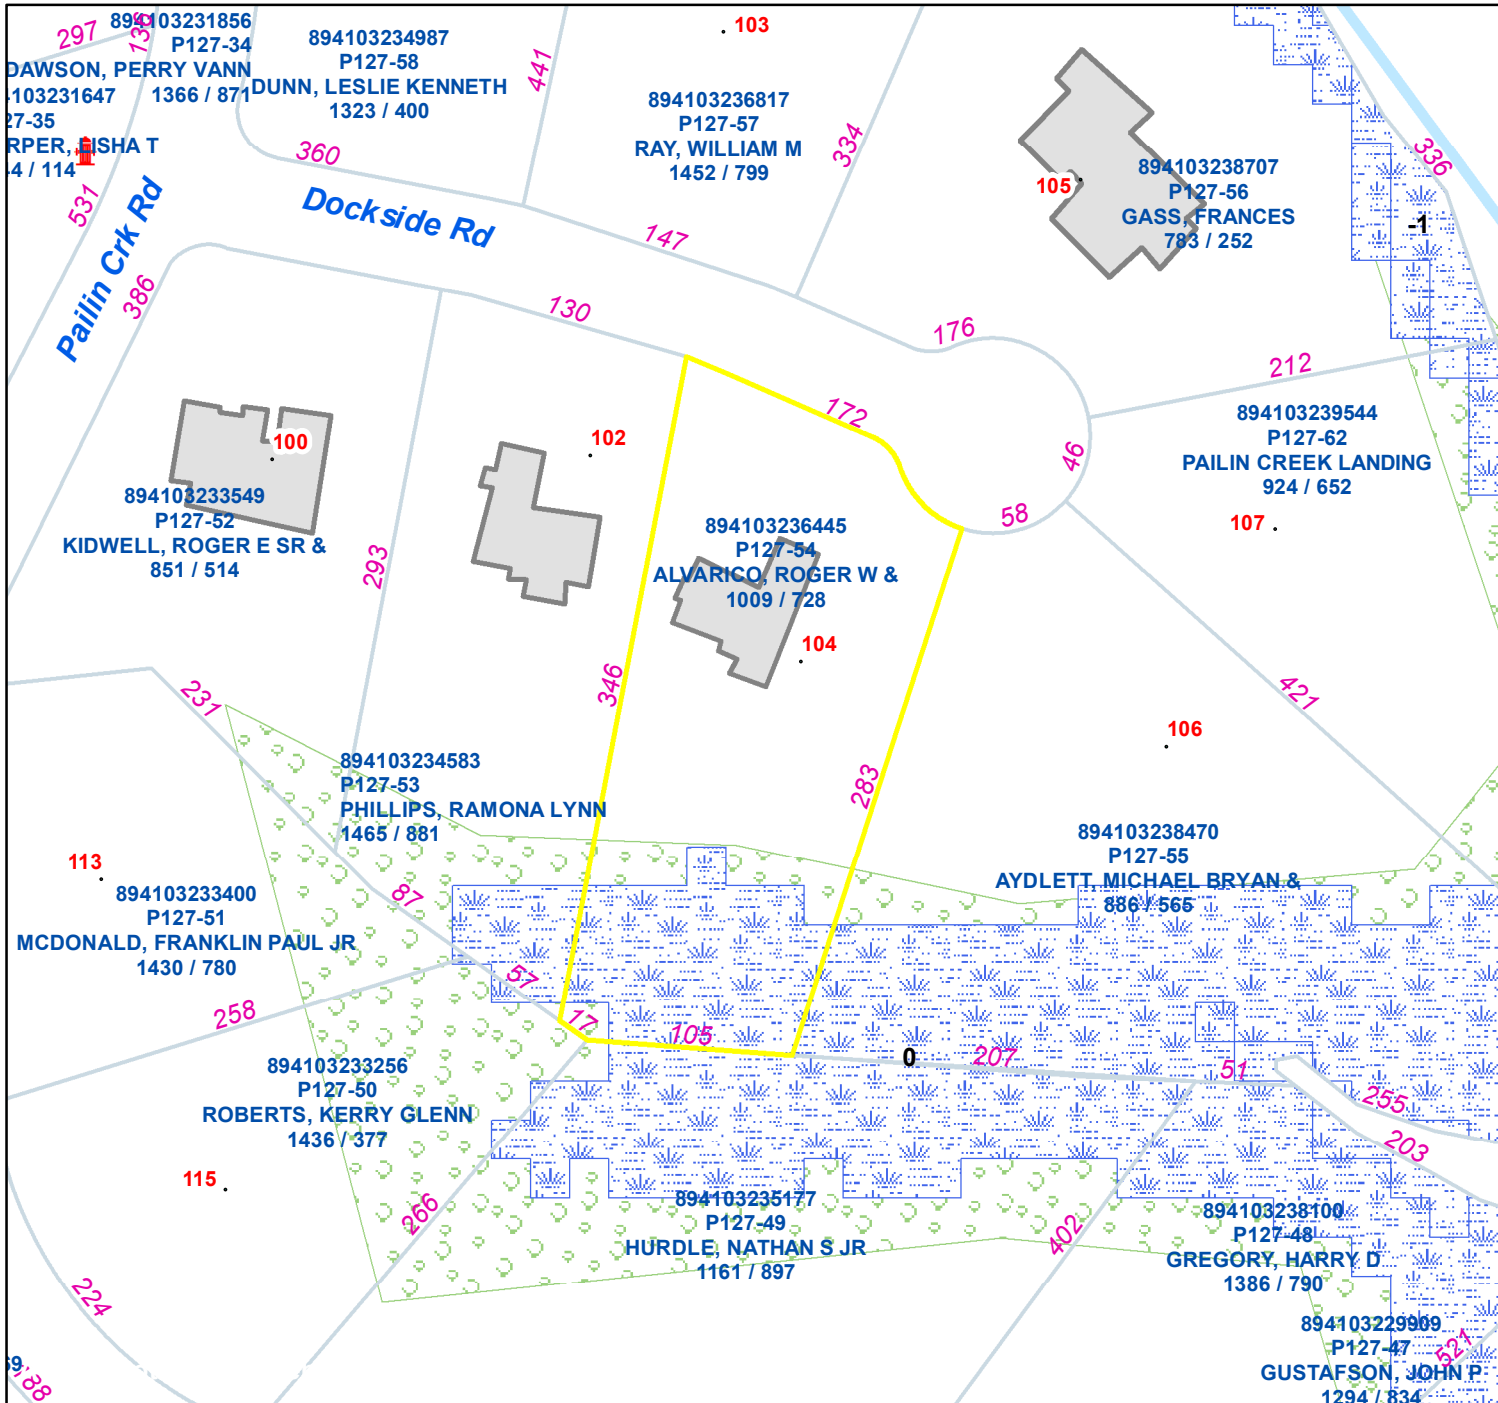 297
136
894103231856
P127-34
DAWSON, PERRY VANN
1366 / 871
103231647
27-35
RPER, LISHA T
4 / 114
531
894103234987
P127-58
DUNN, LESLIE KENNETH
1323 / 400
441
103
894103236817
P127-57
RAY, WILLIAM M
1452 / 799
334
360
Dockside Rd
147
105
894103238707
P127-56
GASS, FRANCES
783 / 252
336
-1
Pailin Crk Rd
386
130
176
212
172
46
58
894103239544
P127-62
PAILIN CREEK LANDING
924 / 652
107
100
894103233549
P127-52
KIDWELL, ROGER E SR &
851 / 514
293
102
894103236445
P127-54
ALVARICO, ROGER W &
1009 / 728
104
346
283
421
106
231
894103234583
P127-53
PHILLIPS, RAMONA LYNN
1465 / 881
113
894103233400
P127-51
MCDONALD, FRANKLIN PAUL JR
1430 / 780
87
57
17
105
894103238470
P127-55
AYDLETT, MICHAEL BRYAN &
886 / 565
258
0
207
51
255
203
894103233256
P127-50
ROBERTS, KERRY GLENN
1436 / 377
115
266
894103235177
P127-49
HURDLE, NATHAN S JR
1161 / 897
402
894103238100
P127-48
GREGORY, HARRY D
1386 / 790
224
894103229909
P127-47
GUSTAFSON, JOHN P
1294 / 834
521
69
188